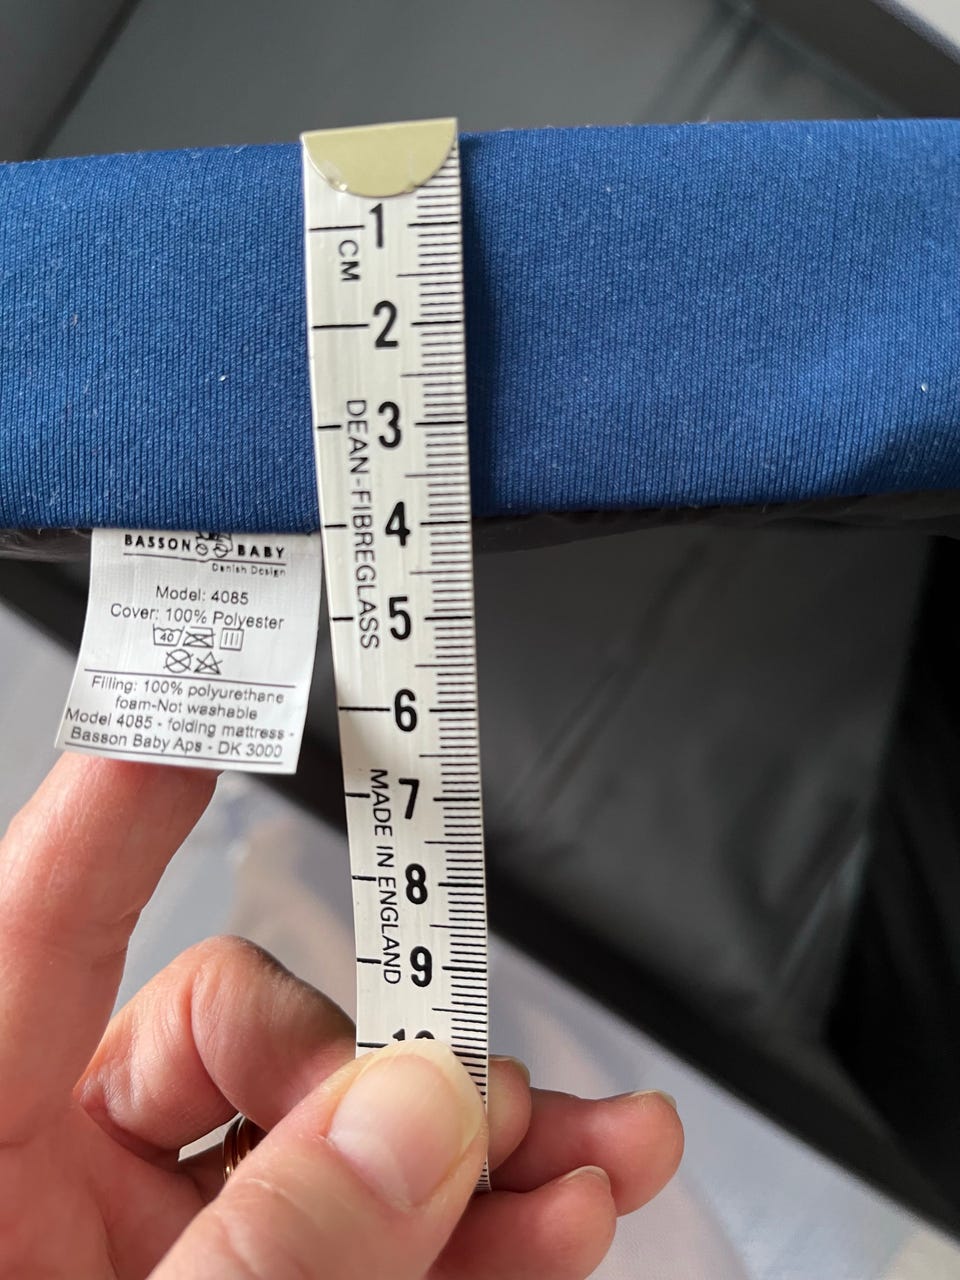 1
CM
2
3
DEAN-FIBREGLASS
4
5
6
7
MADE IN ENGLAND
8
9
BASSON BABY
Danish Design
Model: 4085
Cover: 100% Polyester
40
Filling: 100% polyurethane
foam-Not washable
Model 4085 - folding mattress -
Basson Baby Aps - DK 3000